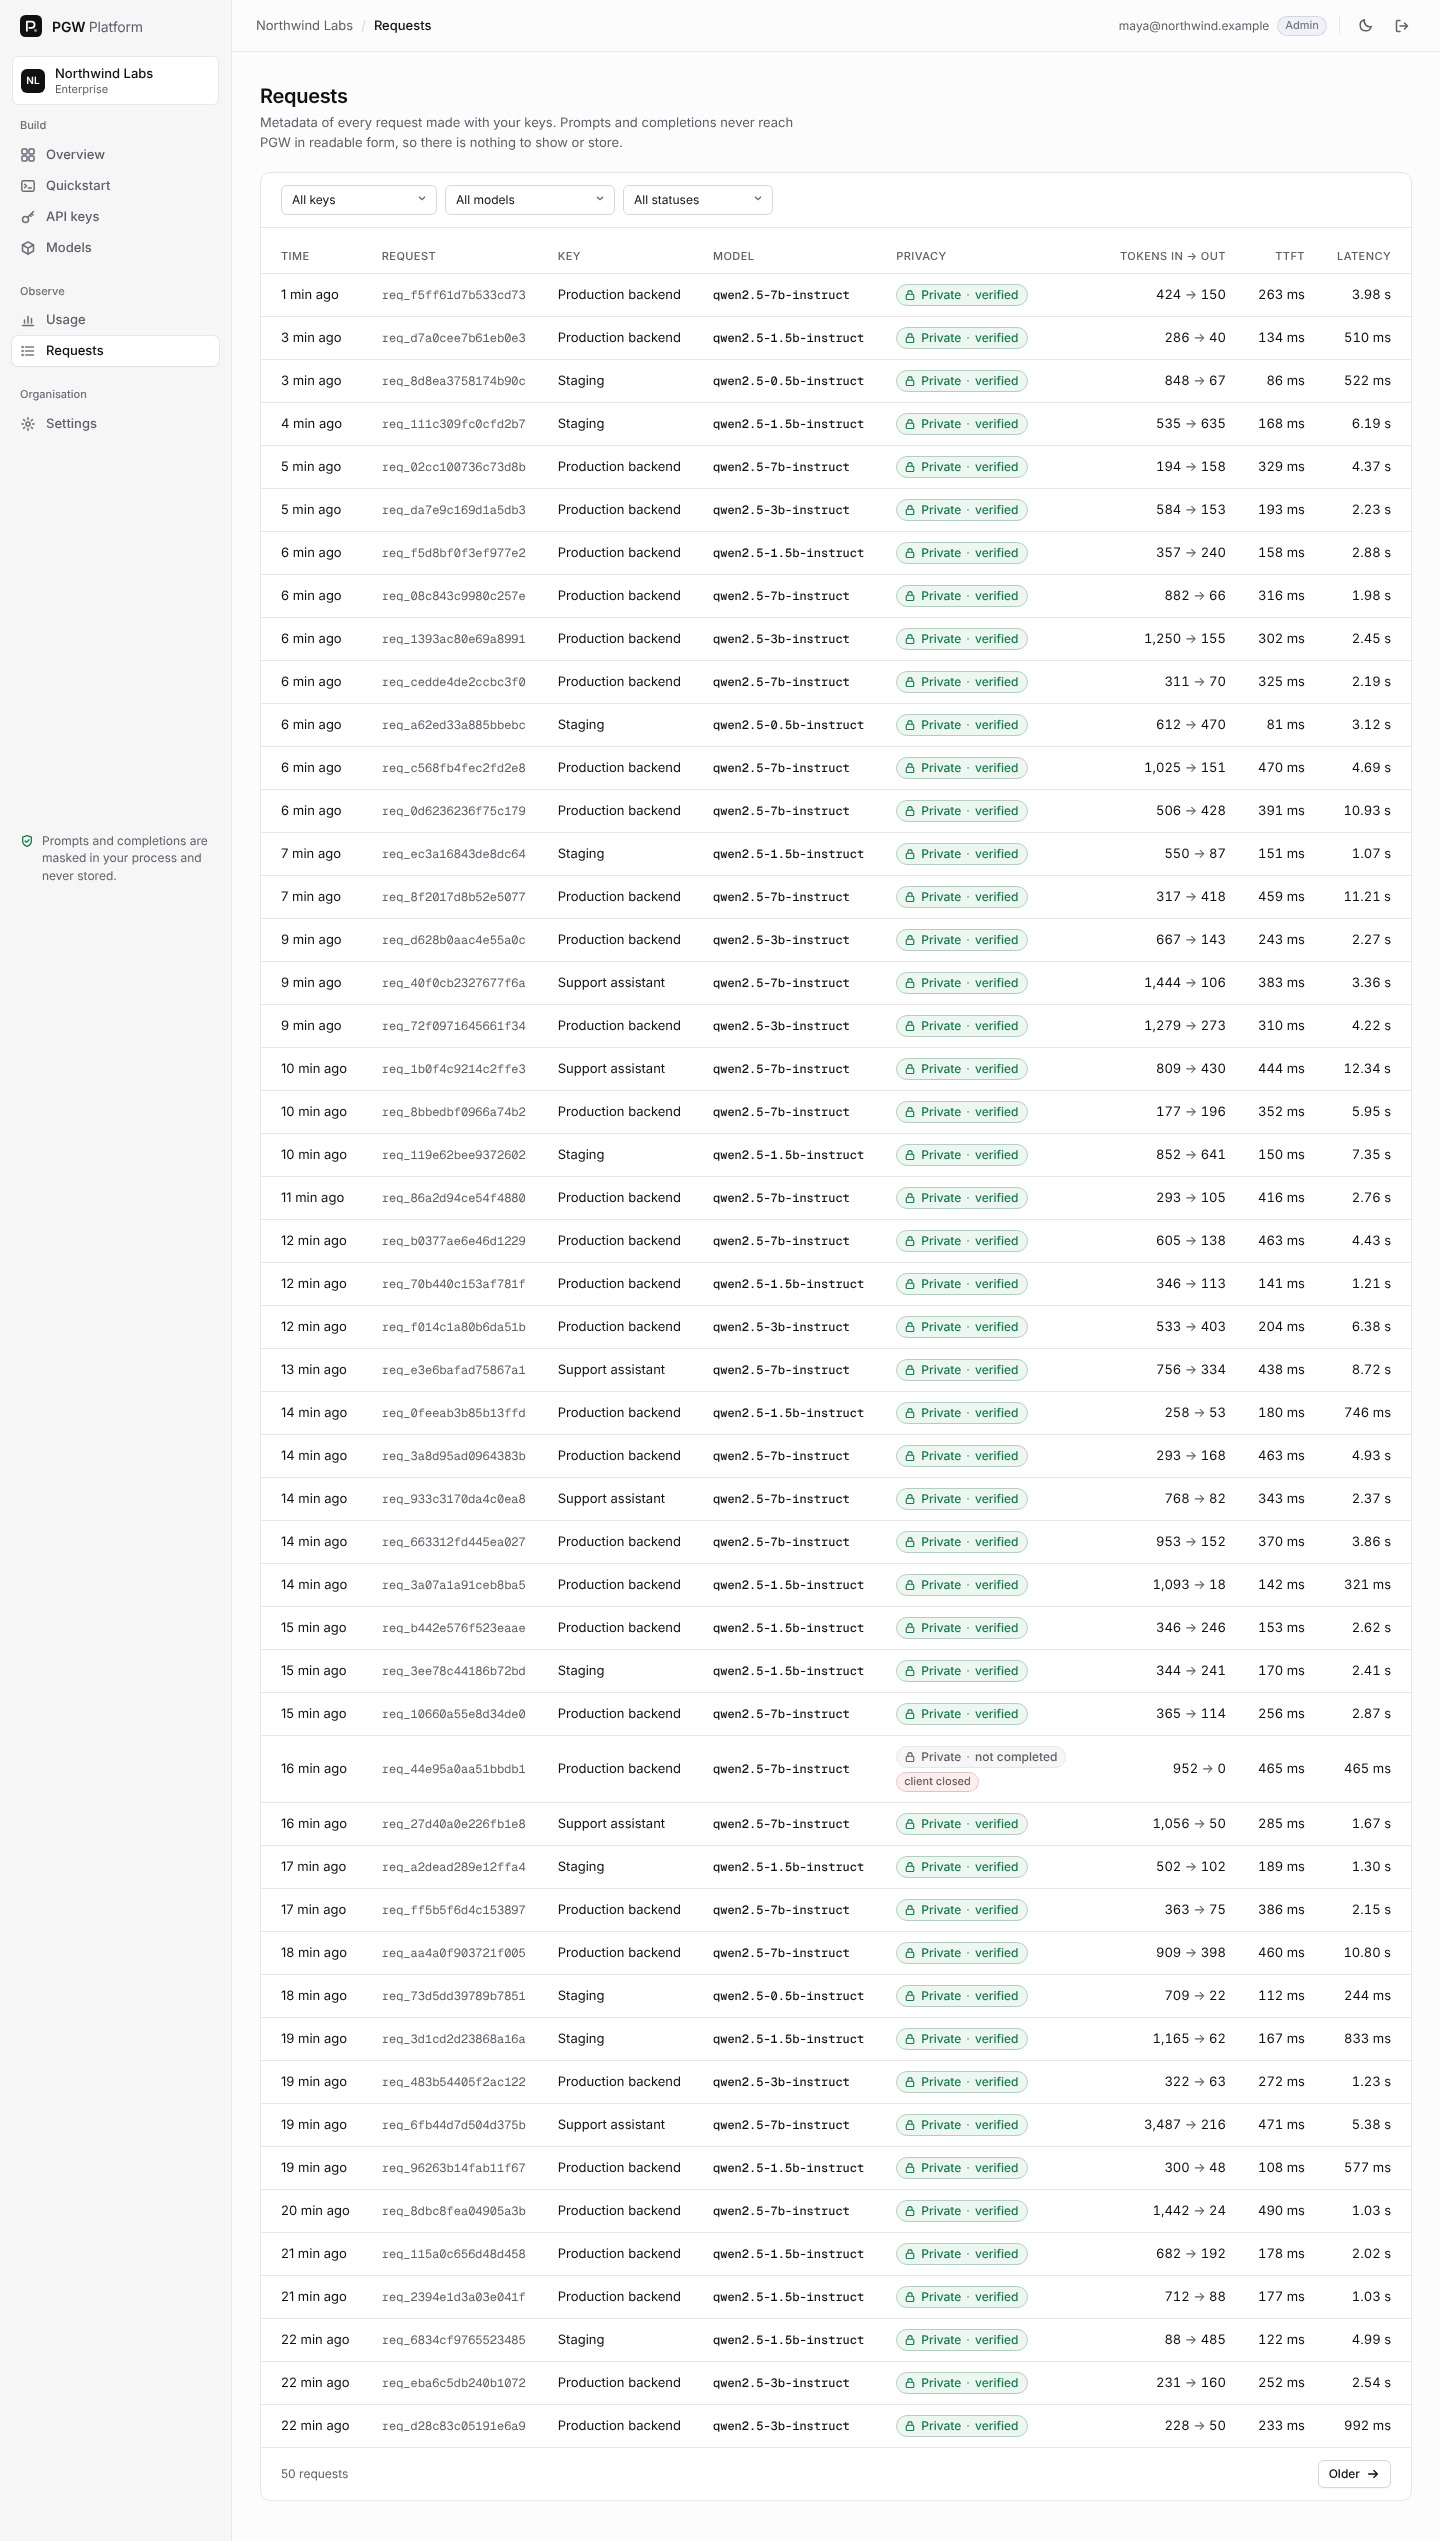 PGW Platform
NL
Northwind Labs
Enterprise
Build
Overview
Quickstart
API keys
Models
Observe
Usage
Requests
Organisation
Settings
Prompts and completions are
masked in your process and
never stored.
Northwind Labs / Requests
maya@northwind.example Admin
Requests
Metadata of every request made with your keys. Prompts and completions never reach
PGW in readable form, so there is nothing to show or store.
All keys All models All statuses
TIME REQUEST KEY MODEL PRIVACY TOKENS IN → OUT TTFT LATENCY
1 min ago req_f5ff61d7b533cd73 Production backend qwen2.5-7b-instruct Private · verified 424 → 150 263 ms 3.98 s
3 min ago req_d7a0cee7b61eb0e3 Production backend qwen2.5-1.5b-instruct Private · verified 286 → 40 134 ms 510 ms
3 min ago req_8d8ea3758174b90c Staging qwen2.5-0.5b-instruct Private · verified 848 → 67 86 ms 522 ms
4 min ago req_111c309fc0cfd2b7 Staging qwen2.5-1.5b-instruct Private · verified 535 → 635 168 ms 6.19 s
5 min ago req_02cc100736c73d8b Production backend qwen2.5-7b-instruct Private · verified 194 → 158 329 ms 4.37 s
5 min ago req_da7e9c169d1a5db3 Production backend qwen2.5-3b-instruct Private · verified 584 → 153 193 ms 2.23 s
6 min ago req_f5d8bf0f3ef977e2 Production backend qwen2.5-1.5b-instruct Private · verified 357 → 240 158 ms 2.88 s
6 min ago req_08c843c9980c257e Production backend qwen2.5-7b-instruct Private · verified 882 → 66 316 ms 1.98 s
6 min ago req_1393ac80e69a8991 Production backend qwen2.5-3b-instruct Private · verified 1,250 → 155 302 ms 2.45 s
6 min ago req_cedde4de2ccbc3f0 Production backend qwen2.5-7b-instruct Private · verified 311 → 70 325 ms 2.19 s
6 min ago req_a62ed33a885bbebc Staging qwen2.5-0.5b-instruct Private · verified 612 → 470 81 ms 3.12 s
6 min ago req_c568fb4fec2fd2e8 Production backend qwen2.5-7b-instruct Private · verified 1,025 → 151 470 ms 4.69 s
6 min ago req_0d6236236f75c179 Production backend qwen2.5-7b-instruct Private · verified 506 → 428 391 ms 10.93 s
7 min ago req_ec3a16843de8dc64 Staging qwen2.5-1.5b-instruct Private · verified 550 → 87 151 ms 1.07 s
7 min ago req_8f2017d8b52e5077 Production backend qwen2.5-7b-instruct Private · verified 317 → 418 459 ms 11.21 s
9 min ago req_d628b0aac4e55a0c Production backend qwen2.5-3b-instruct Private · verified 667 → 143 243 ms 2.27 s
9 min ago req_40f0cb2327677f6a Support assistant qwen2.5-7b-instruct Private · verified 1,444 → 106 383 ms 3.36 s
9 min ago req_72f0971645661f34 Production backend qwen2.5-3b-instruct Private · verified 1,279 → 273 310 ms 4.22 s
10 min ago req_1b0f4c9214c2ffe3 Support assistant qwen2.5-7b-instruct Private · verified 809 → 430 444 ms 12.34 s
10 min ago req_8bbedbf0966a74b2 Production backend qwen2.5-7b-instruct Private · verified 177 → 196 352 ms 5.95 s
10 min ago req_119e62bee9372602 Staging qwen2.5-1.5b-instruct Private · verified 852 → 641 150 ms 7.35 s
11 min ago req_86a2d94ce54f4880 Production backend qwen2.5-7b-instruct Private · verified 293 → 105 416 ms 2.76 s
12 min ago req_b0377ae6e46d1229 Production backend qwen2.5-7b-instruct Private · verified 605 → 138 463 ms 4.43 s
12 min ago req_70b440c153af781f Production backend qwen2.5-1.5b-instruct Private · verified 346 → 113 141 ms 1.21 s
12 min ago req_f014c1a80b6da51b Production backend qwen2.5-3b-instruct Private · verified 533 → 403 204 ms 6.38 s
13 min ago req_e3e6bafad75867a1 Support assistant qwen2.5-7b-instruct Private · verified 756 → 334 438 ms 8.72 s
14 min ago req_0feeab3b85b13ffd Production backend qwen2.5-1.5b-instruct Private · verified 258 → 53 180 ms 746 ms
14 min ago req_3a8d95ad0964383b Production backend qwen2.5-7b-instruct Private · verified 293 → 168 463 ms 4.93 s
14 min ago req_933c3170da4c0ea8 Support assistant qwen2.5-7b-instruct Private · verified 768 → 82 343 ms 2.37 s
14 min ago req_663312fd445ea027 Production backend qwen2.5-7b-instruct Private · verified 953 → 152 370 ms 3.86 s
14 min ago req_3a07a1a91ceb8ba5 Production backend qwen2.5-1.5b-instruct Private · verified 1,093 → 18 142 ms 321 ms
15 min ago req_b442e576f523eaae Production backend qwen2.5-1.5b-instruct Private · verified 346 → 246 153 ms 2.62 s
15 min ago req_3ee78c44186b72bd Staging qwen2.5-1.5b-instruct Private · verified 344 → 241 170 ms 2.41 s
15 min ago req_10660a55e8d34de0 Production backend qwen2.5-7b-instruct Private · verified 365 → 114 256 ms 2.87 s
16 min ago req_44e95a0aa51bbdb1 Production backend qwen2.5-7b-instruct Private · not completed 952 → 0 465 ms 465 ms
client closed
16 min ago req_27d40a0e226fb1e8 Support assistant qwen2.5-7b-instruct Private · verified 1,056 → 50 285 ms 1.67 s
17 min ago req_a2dead289e12ffa4 Staging qwen2.5-1.5b-instruct Private · verified 502 → 102 189 ms 1.30 s
17 min ago req_ff5b5f6d4c153897 Production backend qwen2.5-7b-instruct Private · verified 363 → 75 386 ms 2.15 s
18 min ago req_aa4a0f903721f005 Production backend qwen2.5-7b-instruct Private · verified 909 → 398 460 ms 10.80 s
18 min ago req_73d5dd39789b7851 Staging qwen2.5-0.5b-instruct Private · verified 709 → 22 112 ms 244 ms
19 min ago req_3d1cd2d23868a16a Staging qwen2.5-1.5b-instruct Private · verified 1,165 → 62 167 ms 833 ms
19 min ago req_483b54405f2ac122 Production backend qwen2.5-3b-instruct Private · verified 322 → 63 272 ms 1.23 s
19 min ago req_6fb44d7d504d375b Support assistant qwen2.5-7b-instruct Private · verified 3,487 → 216 471 ms 5.38 s
19 min ago req_96263b14fab11f67 Production backend qwen2.5-1.5b-instruct Private · verified 300 → 48 108 ms 577 ms
20 min ago req_8dbc8fea04905a3b Production backend qwen2.5-7b-instruct Private · verified 1,442 → 24 490 ms 1.03 s
21 min ago req_115a0c656d48d458 Production backend qwen2.5-1.5b-instruct Private · verified 682 → 192 178 ms 2.02 s
21 min ago req_2394e1d3a03e041f Production backend qwen2.5-1.5b-instruct Private · verified 712 → 88 177 ms 1.03 s
22 min ago req_6834cf9765523485 Staging qwen2.5-1.5b-instruct Private · verified 88 → 485 122 ms 4.99 s
22 min ago req_eba6c5db240b1072 Production backend qwen2.5-3b-instruct Private · verified 231 → 160 252 ms 2.54 s
22 min ago req_d28c83c05191e6a9 Production backend qwen2.5-3b-instruct Private · verified 228 → 50 233 ms 992 ms
50 requests Older →